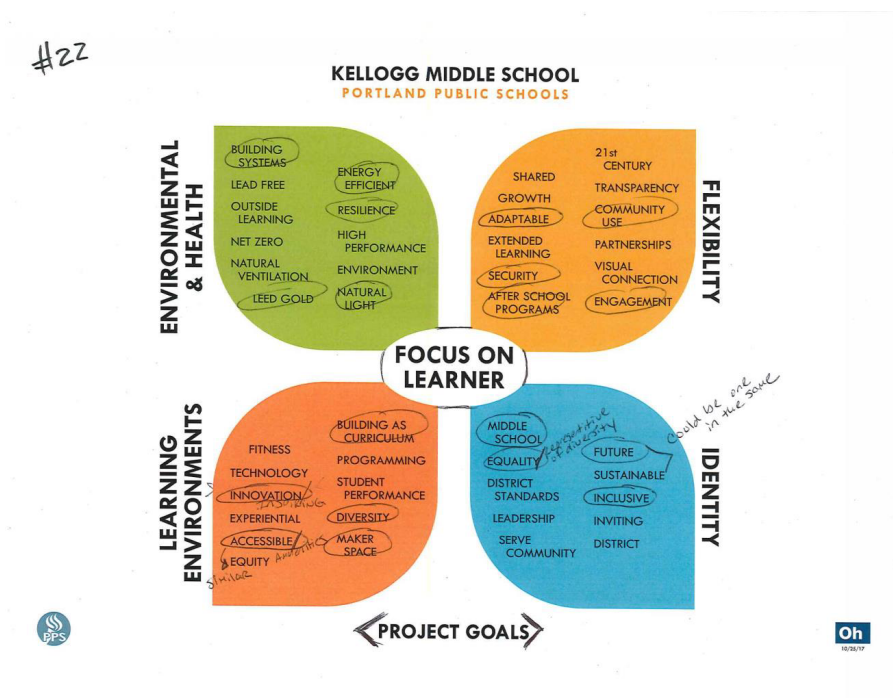 #22
KELLOGG MIDDLE SCHOOL
PORTLAND PUBLIC SCHOOLS
ENVIRONMENTAL
& HEALTH
BUILDING
SYSTEMS
LEAD FREE
OUTSIDE
LEARNING
NET ZERO
NATURAL
VENTILATION
LEED GOLD
ENERGY
EFFICIENT
RESILIENCE
HIGH
PERFORMANCE
ENVIRONMENT
NATURAL
LIGHT
SHARED
GROWTH
ADAPTABLE
EXTENDED
LEARNING
SECURITY
AFTER SCHOOL
PROGRAMS
21st
CENTURY
TRANSPARENCY
COMMUNITY
USE
PARTNERSHIPS
VISUAL
CONNECTION
ENGAGEMENT
FLEXIBILITY
FOCUS ON
LEARNER
LEARNING
ENVIRONMENTS
FITNESS
TECHNOLOGY
INNOVATION
INSPIRING
EXPERIENTIAL
ACCESSIBLE
EQUITY
Similar
BUILDING AS
CURRICULUM
PROGRAMMING
STUDENT
PERFORMANCE
DIVERSITY
MAKER
SPACE
MIDDLE
SCHOOL
EQUALITY
of diversity
DISTRICT
STANDARDS
LEADERSHIP
SERVE
COMMUNITY
FUTURE
SUSTAINABLE
INCLUSIVE
INVITING
DISTRICT
Could be one
in the same
IDENTITY
PROJECT GOALS
PPS
Oh
10/25/17